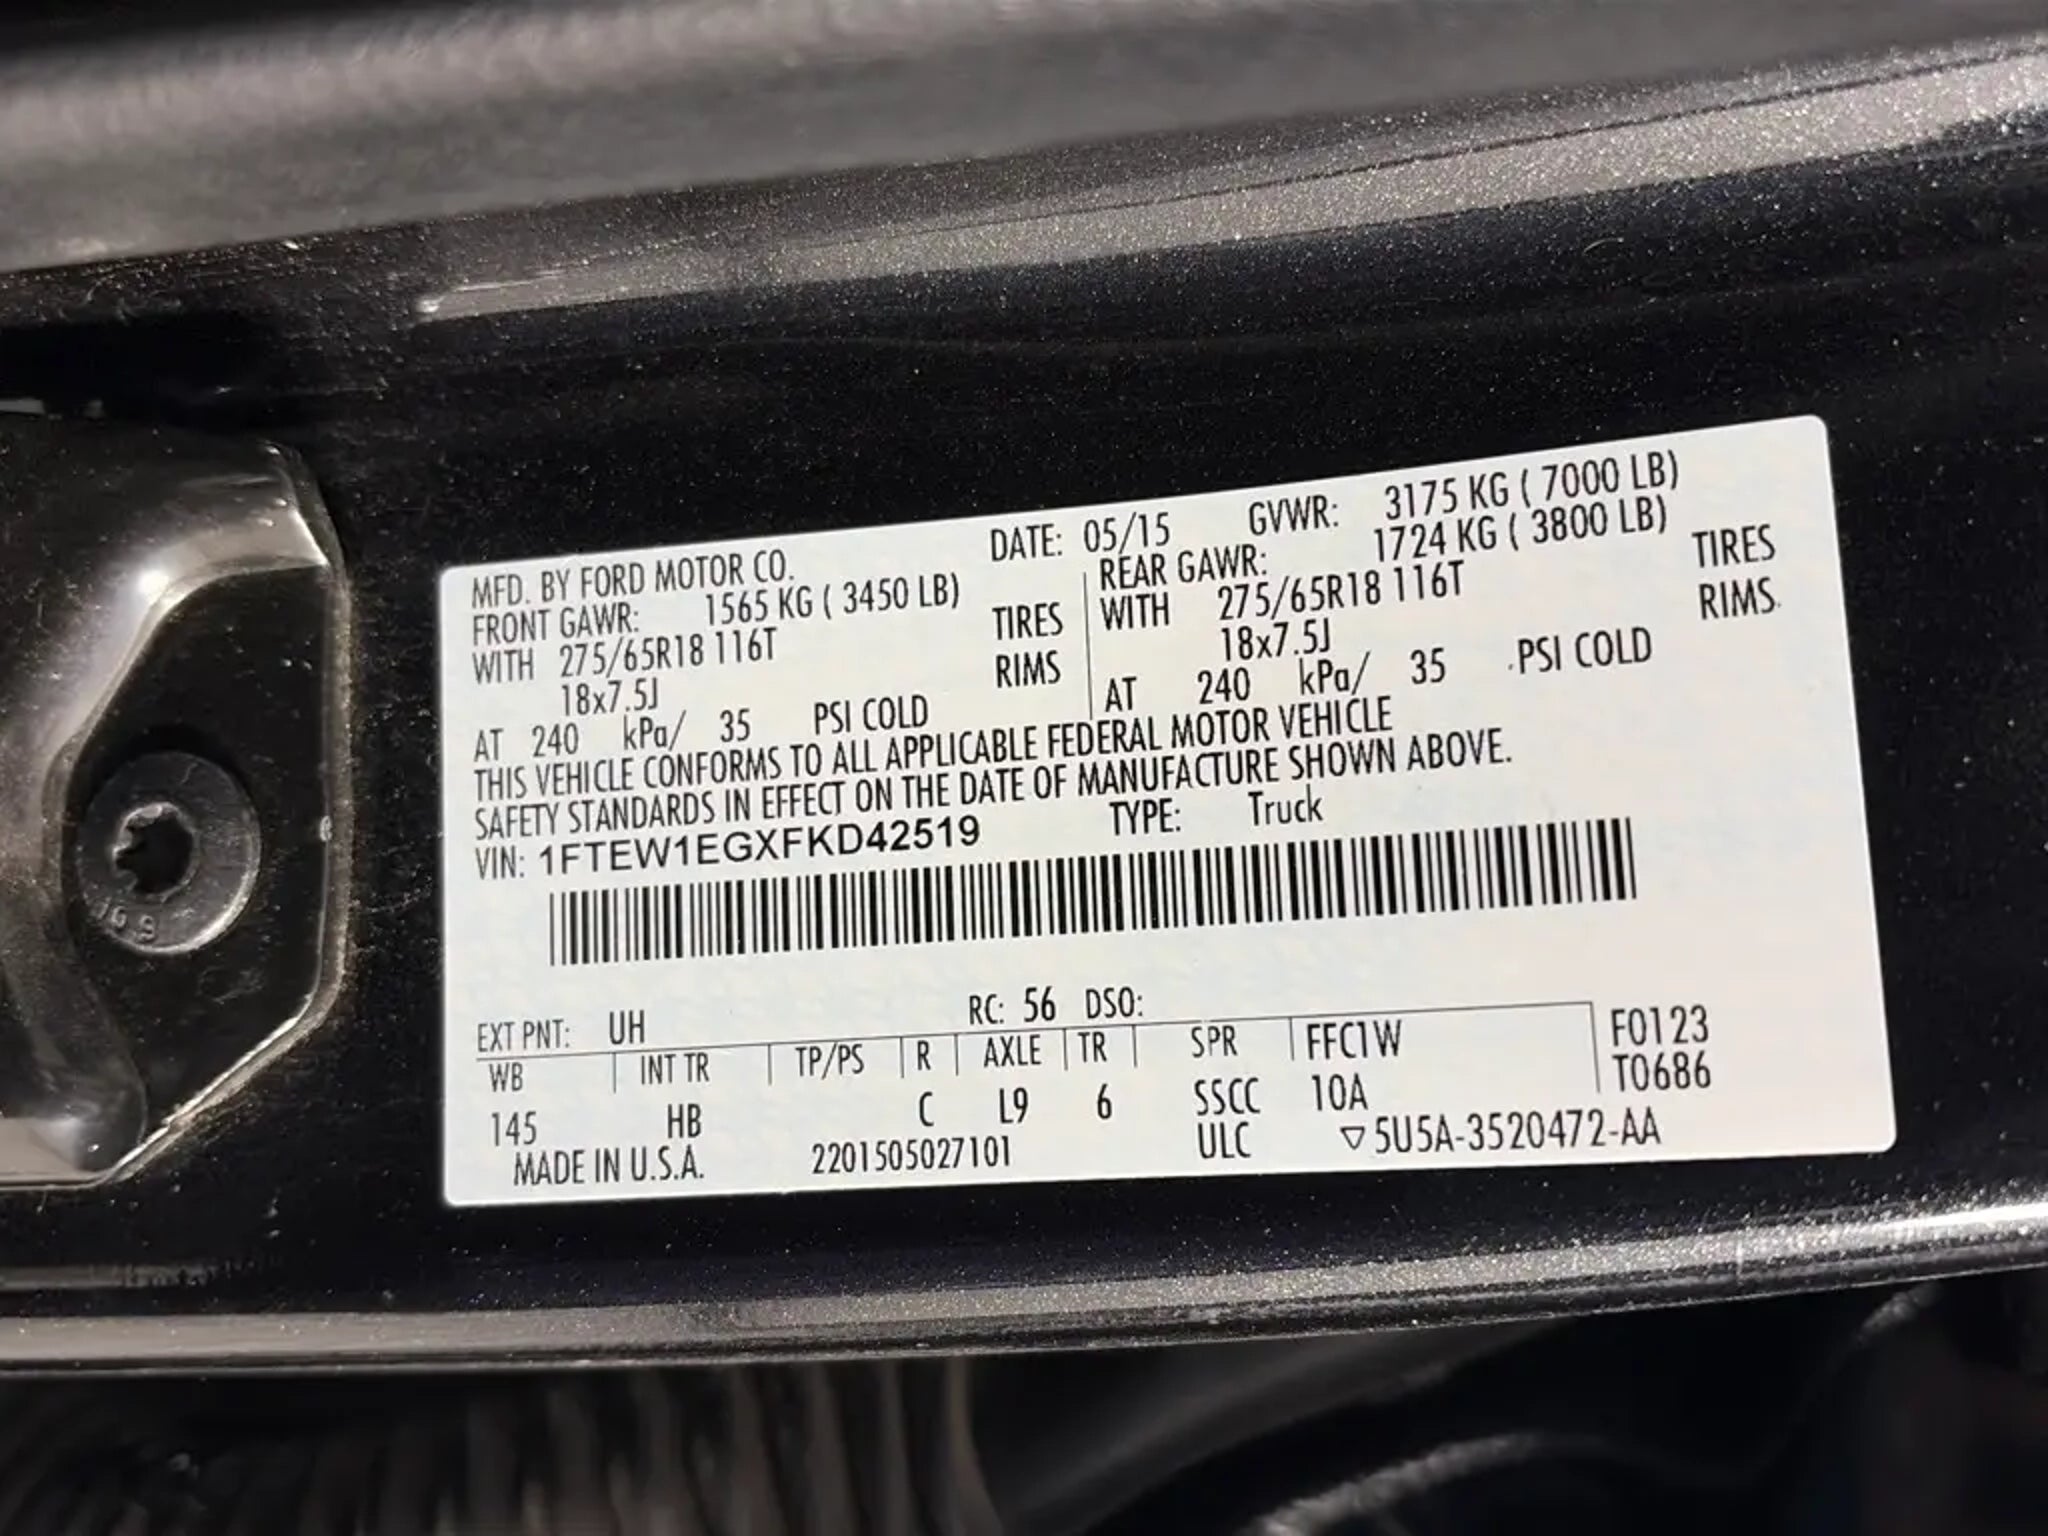 MFD. BY FORD MOTOR CO. DATE: 05/15 GVWR: 3175 KG ( 7000 LB)
FRONT GAWR: 1565 KG ( 3450 LB)
WITH 275/65R18 116T TIRES
18x7.5J RIMS
AT 240 kPa/ 35 PSI COLD
REAR GAWR: 1724 KG ( 3800 LB)
WITH 275/65R18 116T TIRES
18x7.5J RIMS
AT 240 kPa/ 35 PSI COLD
THIS VEHICLE CONFORMS TO ALL APPLICABLE FEDERAL MOTOR VEHICLE
SAFETY STANDARDS IN EFFECT ON THE DATE OF MANUFACTURE SHOWN ABOVE.
VIN: 1FTEW1EGXFKD42519 TYPE: Truck
EXT PNT: UH RC: 56 DSO:
WB INT TR TP/PS R AXLE TR SPR FFC1W F0123
145 HB C L9 6 SSCC 10A T0686
MADE IN U.S.A. 2201505027101 ULC ▽5U5A-3520472-AA
10.9